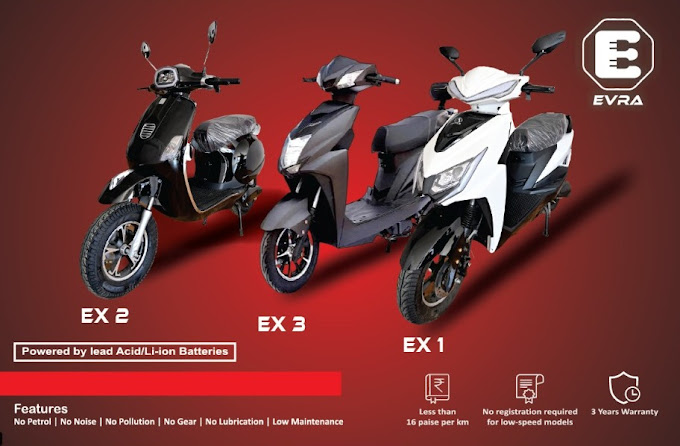 E
EVRA
EX 2
EX 3
EX 1
Powered by lead Acid/Li-ion Batteries
Features
No Petrol | No Noise | No Pollution | No Gear | No Lubrication | Low Maintenance
₹
Less than
16 paise per km
No registration required
for low-speed models
3 Years Warranty